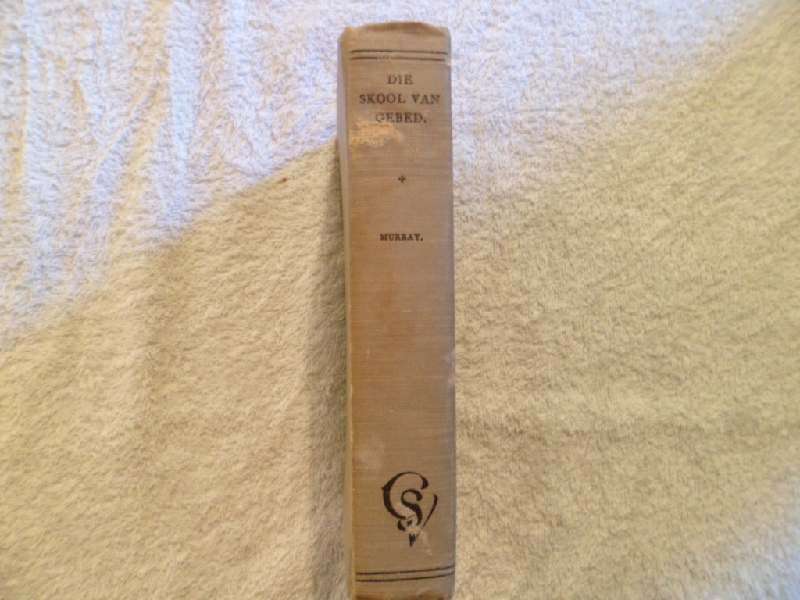 DIE
SKOOL VAN
GEBED.
MURRAY.
CSV